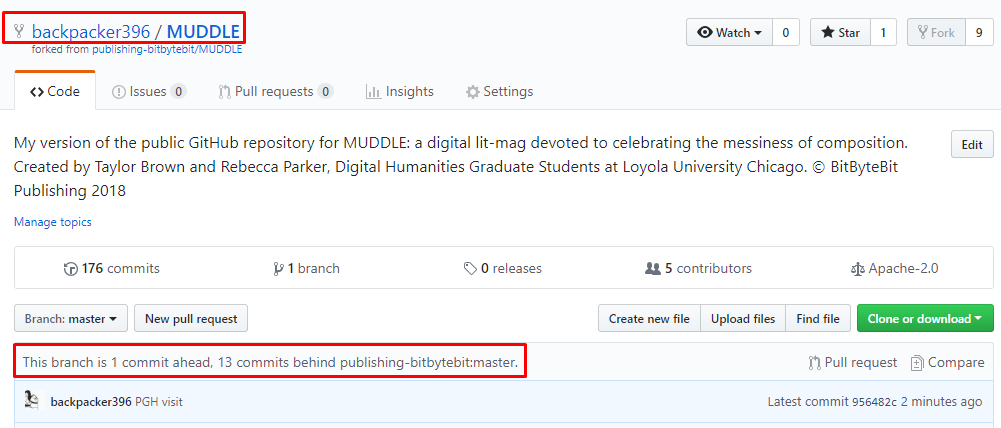 backpacker396 / MUDDLE
Watch 0 Star 1 Fork 9
forked from publishing-bitbytebit/MUDDLE
Code Issues 0 Pull requests 0 Insights Settings
My version of the public GitHub repository for MUDDLE: a digital lit-mag devoted to celebrating the messiness of composition.
Edit
Created by Taylor Brown and Rebecca Parker, Digital Humanities Graduate Students at Loyola University Chicago. © BitByteBit
Publishing 2018
Manage topics
176 commits 1 branch 0 releases 5 contributors Apache-2.0
Branch: master New pull request Create new file Upload files Find file Clone or download
This branch is 1 commit ahead, 13 commits behind publishing-bitbytebit:master. Pull request Compare
backpacker396 PGH visit Latest commit 956482c 2 minutes ago